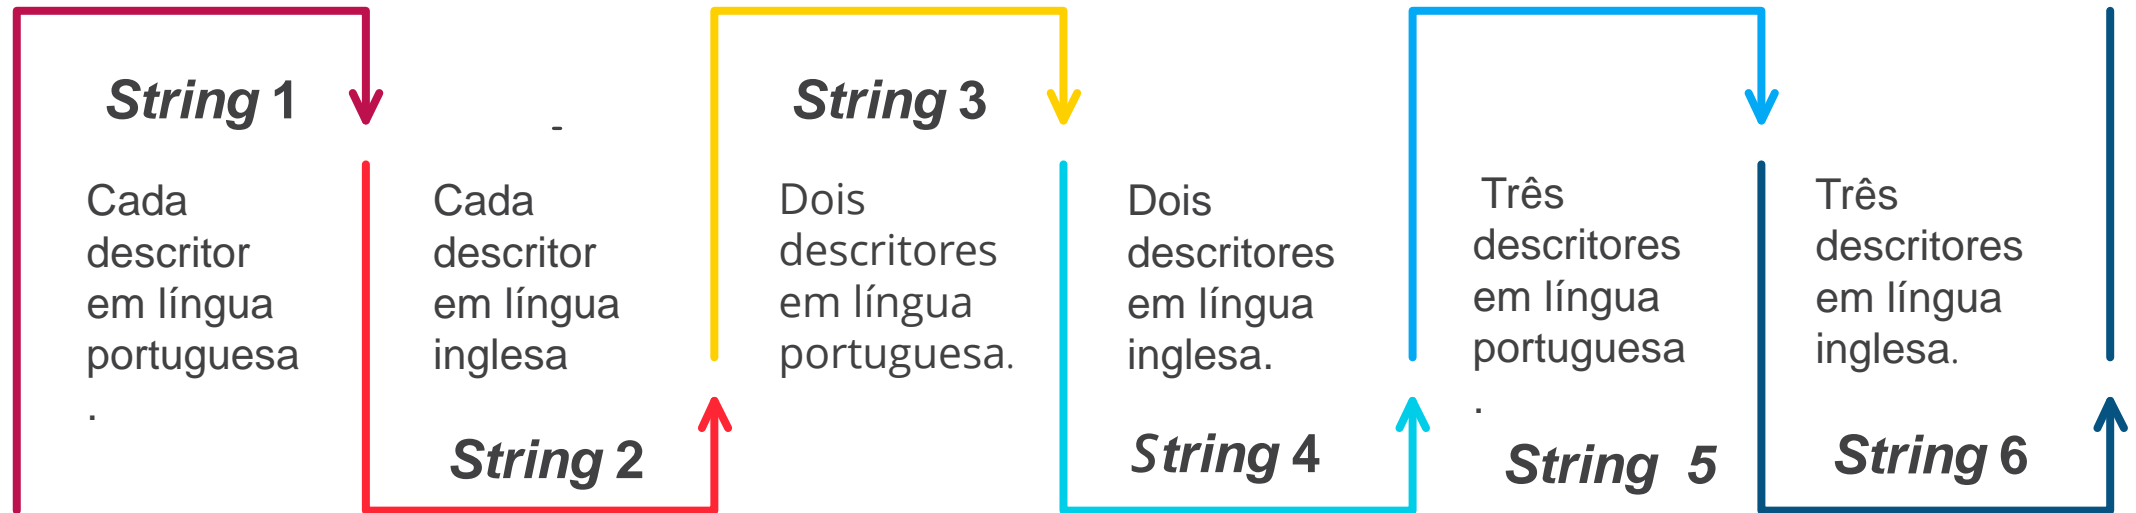 String 1
Cada
descritor
em língua
portuguesa
.
-
Cada
descritor
em língua
inglesa
String 2
String 3
Dois
descritores
em língua
portuguesa.
Dois
descritores
em língua
inglesa.
String 4
Três
descritores
em língua
portuguesa
.
String 5
Três
descritores
em língua
inglesa.
String 6